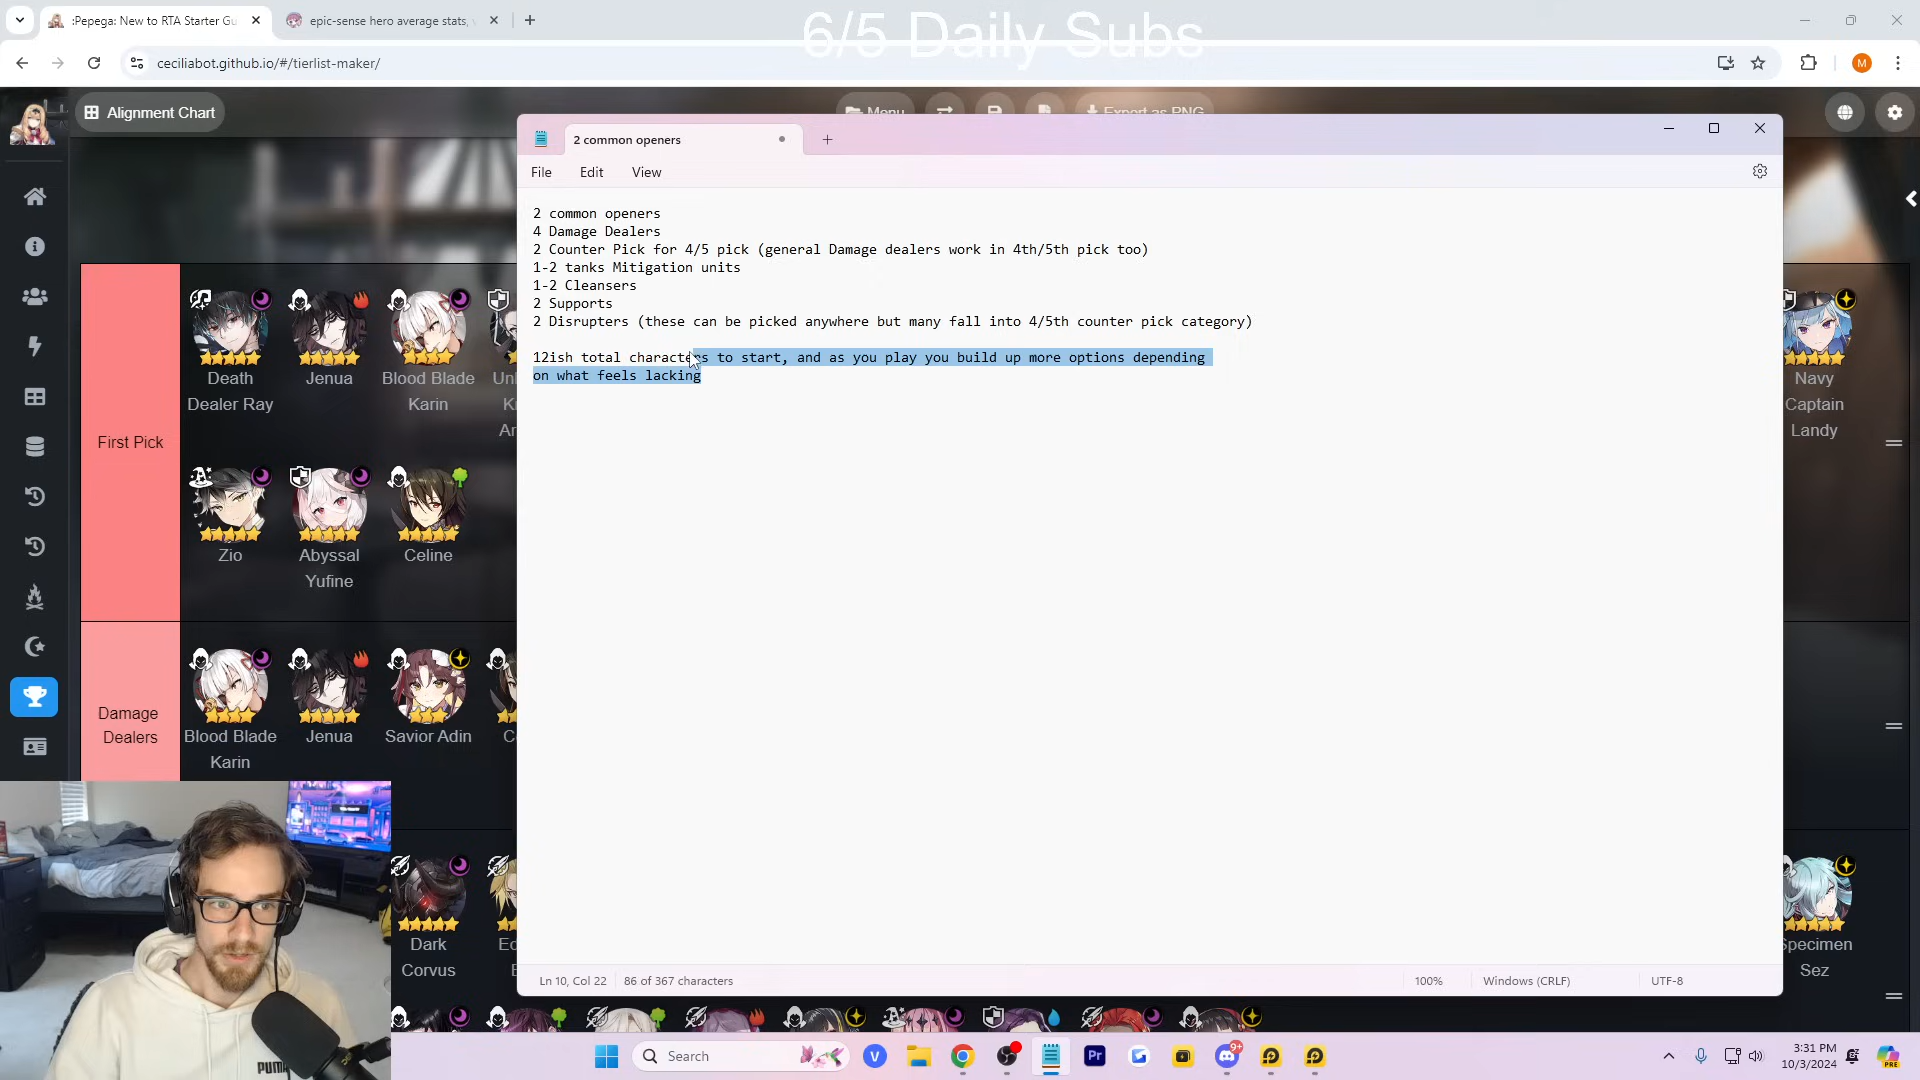 :Pepega: New to RTA Starter Gu
epic-sense hero average stats,
6/5 Daily Subs
ceciliabot.github.io/#/tierlist-maker/
M
Alignment Chart
Menu
Export as PNG
2 common openers
File
Edit
View
2 common openers
4 Damage Dealers
2 Counter Pick for 4/5 pick (general Damage dealers work in 4th/5th pick too)
1-2 tanks Mitigation units
1-2 Cleansers
2 Supports
2 Disrupters (these can be picked anywhere but many fall into 4/5th counter pick category)
12ish total characters to start, and as you play you build up more options depending
on what feels lacking
First Pick
Death
Dealer Ray
Jenua
Blood Blade
Karin
Navy
Captain
Landy
Zio
Abyssal
Yufine
Celine
Damage
Dealers
Blood Blade
Karin
Jenua
Savior Adin
Dark
Corvus
Specimen
Sez
Ln 10, Col 22
86 of 367 characters
100%
Windows (CRLF)
UTF-8
PUMA
Search
V
Pr
9+
3:31 PM
10/3/2024
PRE